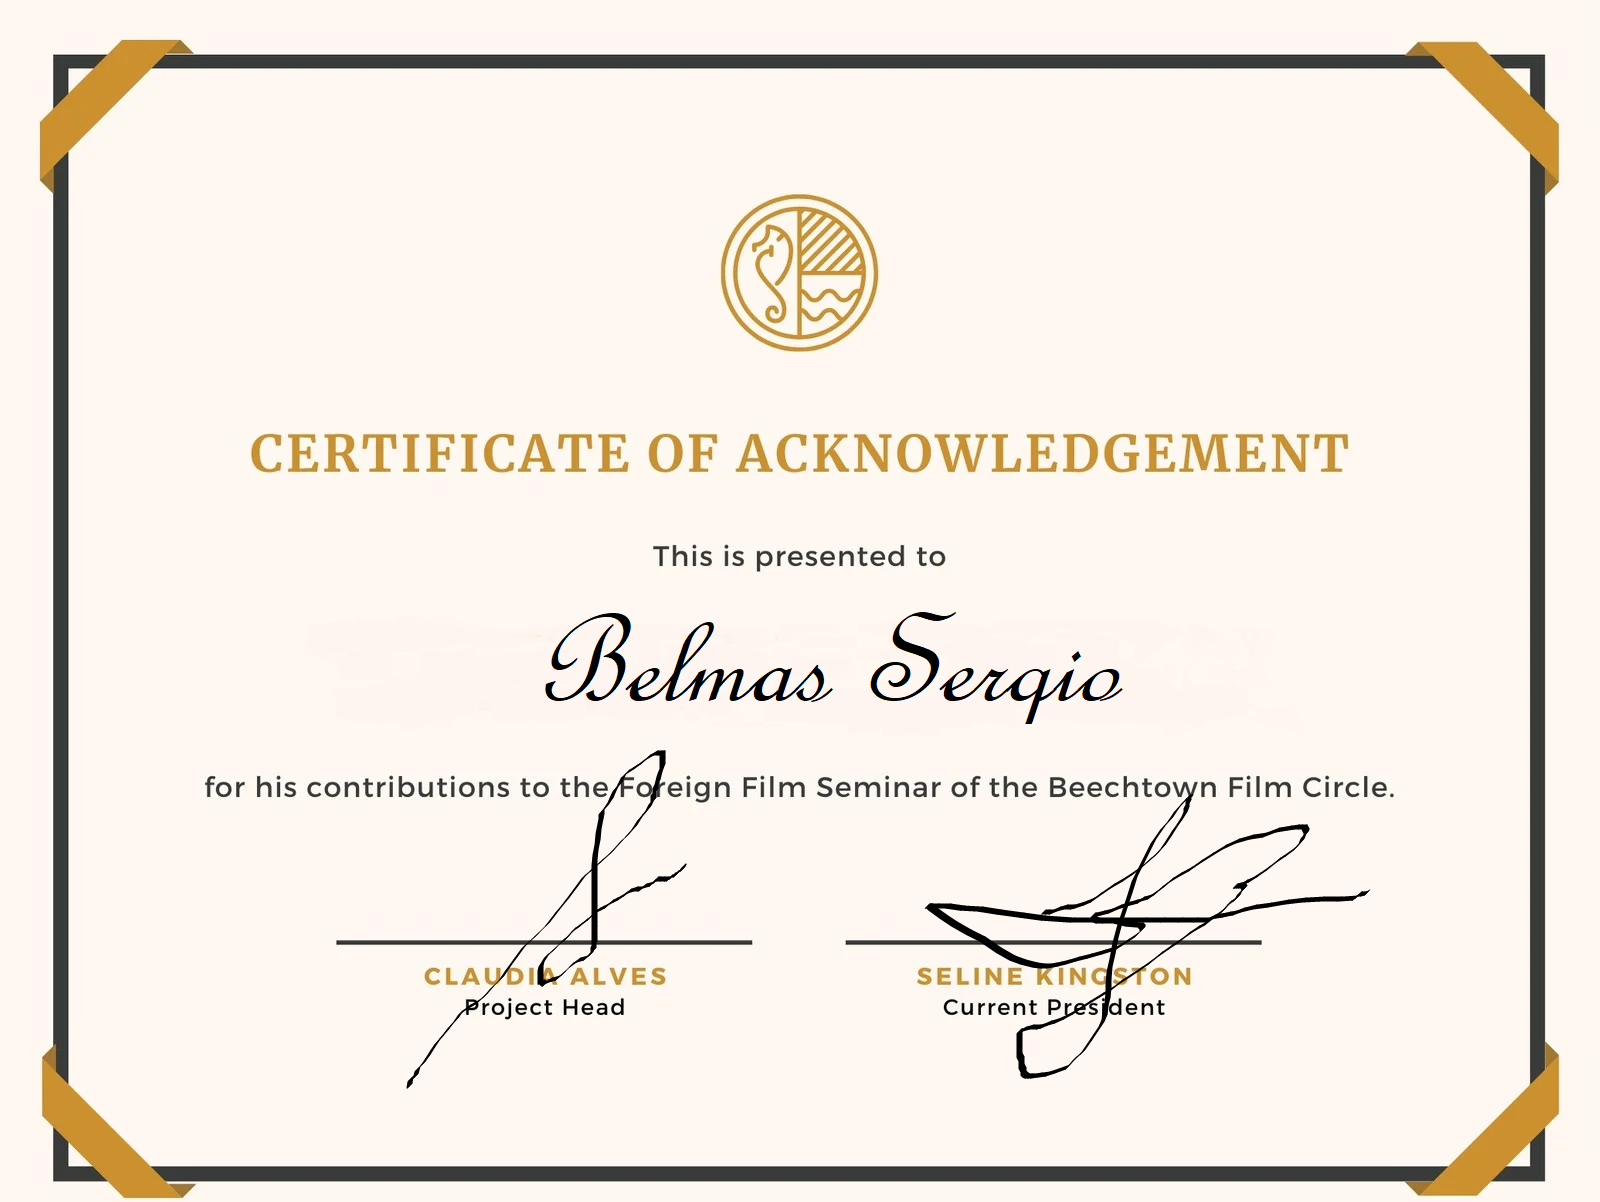 CERTIFICATE OF ACKNOWLEDGEMENT
This is presented to
Belmas Sergio
for his contributions to the Foreign Film Seminar of the Beechtown Film Circle.
CLAUDIA ALVES
Project Head
SELINE KINGSTON
Current President